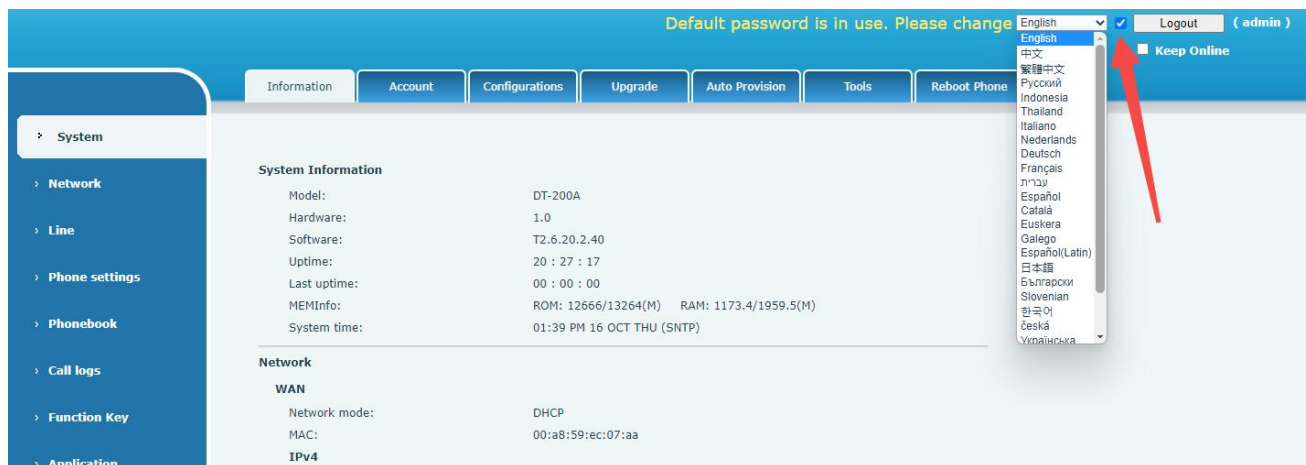 Default password is in use. Please change
English
Logout
( admin )
Keep Online
English
中文
繁體中文
Русский
Indonesia
Thailand
Italiano
Nederlands
Deutsch
Français
עברית
Español
Català
Euskera
Galego
Español(Latin)
日本語
Български
Slovenian
한국어
česká
Українська
Information
Account
Configurations
Upgrade
Auto Provision
Tools
Reboot Phone
System
Network
Line
Phone settings
Phonebook
Call logs
Function Key
Application
System Information
Model: DT-200A
Hardware: 1.0
Software: T2.6.20.2.40
Uptime: 20 : 27 : 17
Last uptime: 00 : 00 : 00
MEMInfo: ROM: 12666/13264(M) RAM: 1173.4/1959.5(M)
System time: 01:39 PM 16 OCT THU (SNTP)
Network
WAN
Network mode: DHCP
MAC: 00:a8:59:ec:07:aa
IPv4